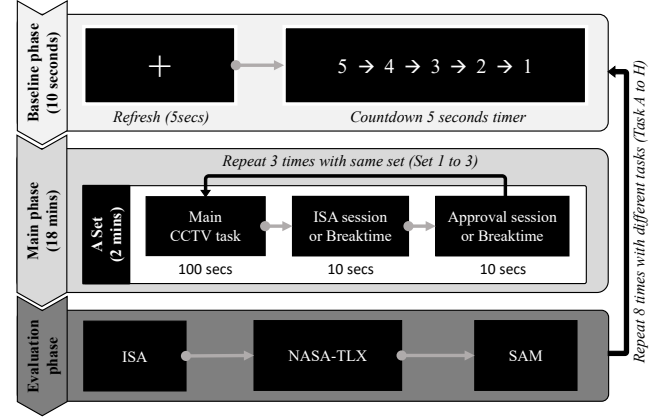 Baseline phase
(10 seconds)
+
5 → 4 → 3 → 2 → 1
Refresh (5secs)
Countdown 5 seconds timer
Main phase
(18 mins)
Repeat 3 times with same set (Set 1 to 3)
A Set
(2 mins)
Main
CCTV task
ISA session
or Breaktime
Approval session
or Breaktime
100 secs
10 secs
10 secs
Evaluation
phase
ISA
NASA-TLX
SAM
Repeat 8 times with different tasks (Task A to H)